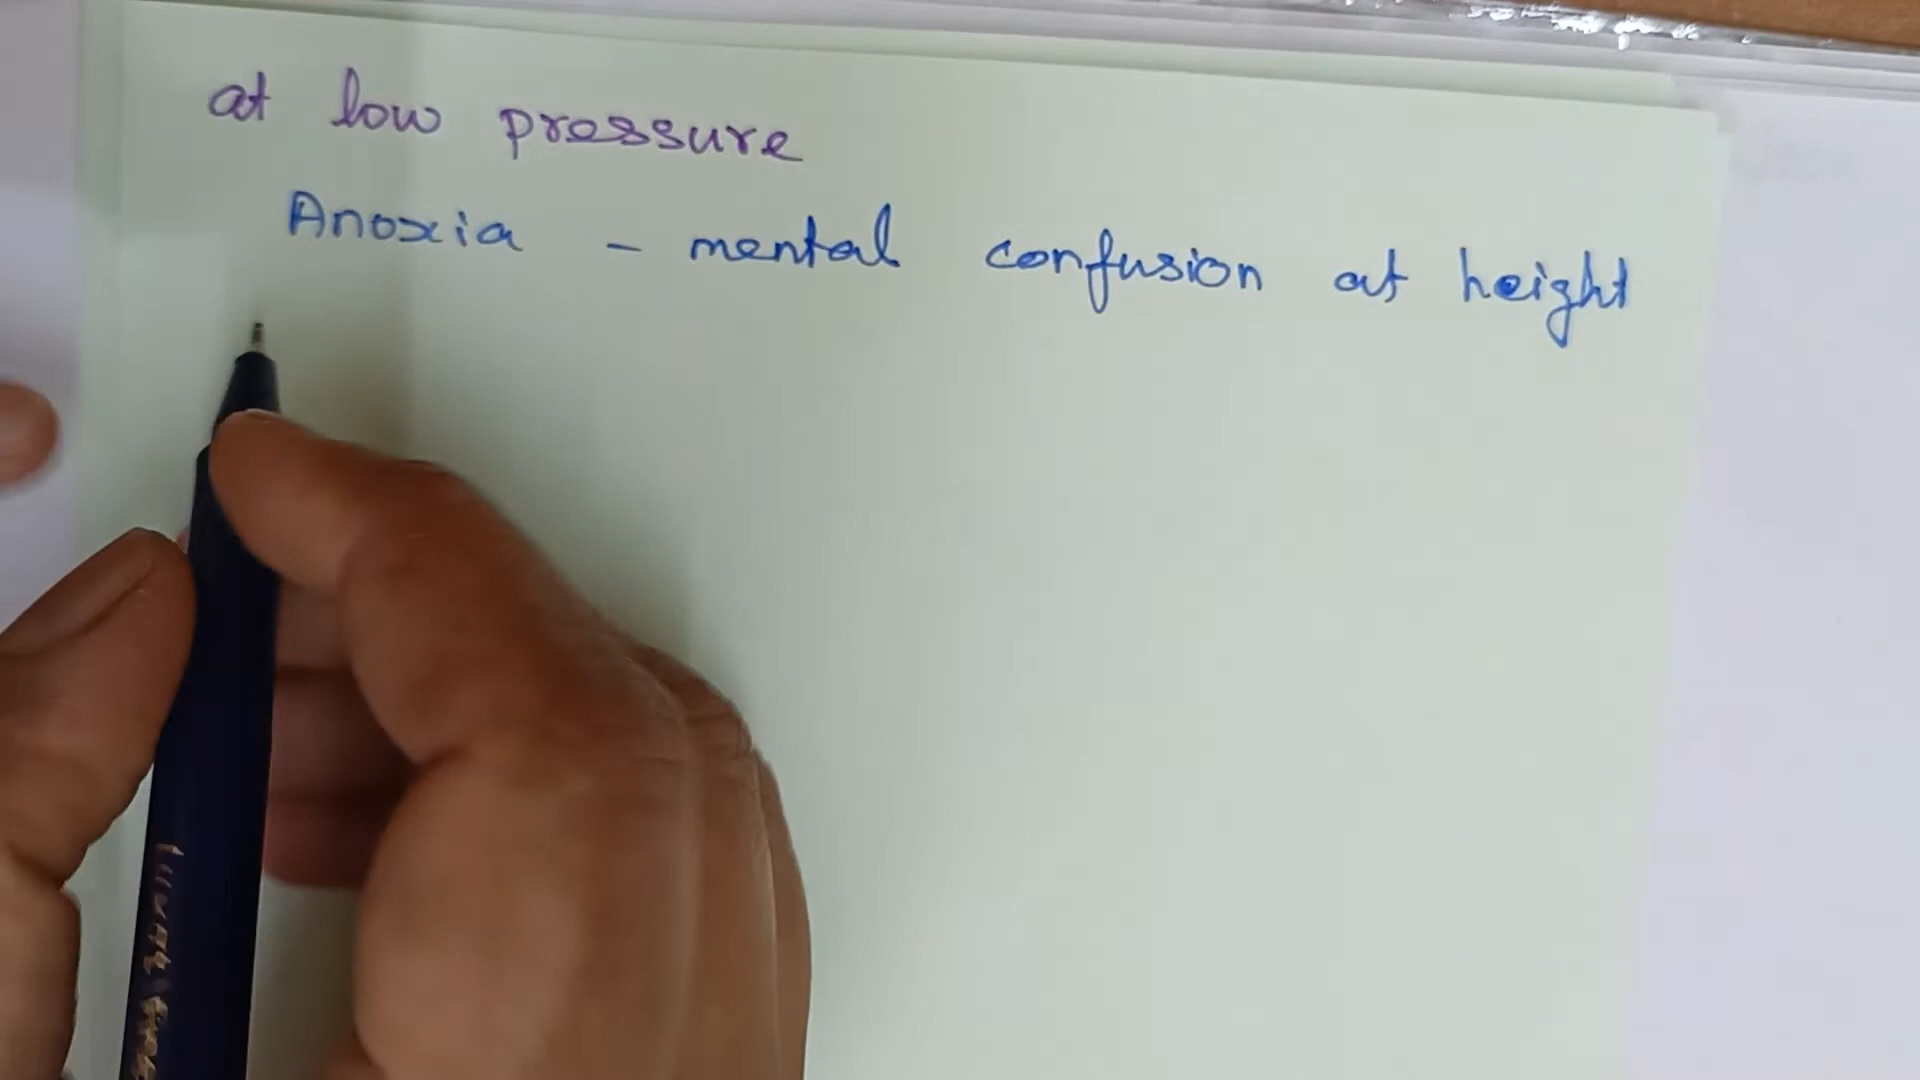 at low pressure
Anoxia - mental confusion at height